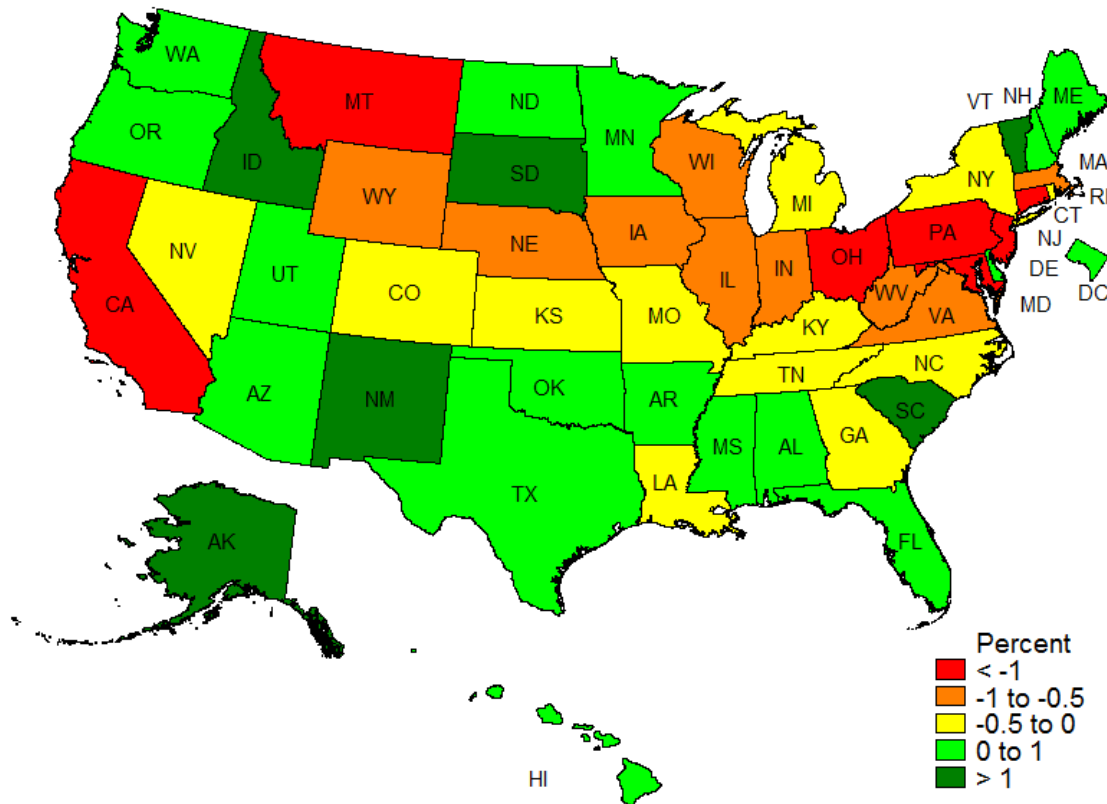 WA
MT
ND
MN
VT NH ME
OR
ID
SD
WI
MA
WY
MI
NY
RI
CT
NV
NE
IA
PA
NJ
UT
CO
IL
IN
OH
DE
DC
CA
KS
MO
WV
MD
KY
VA
AZ
NM
OK
AR
TN
NC
SC
MS
AL
GA
TX
LA
AK
FL
Percent
< -1
-1 to -0.5
-0.5 to 0
0 to 1
> 1
HI